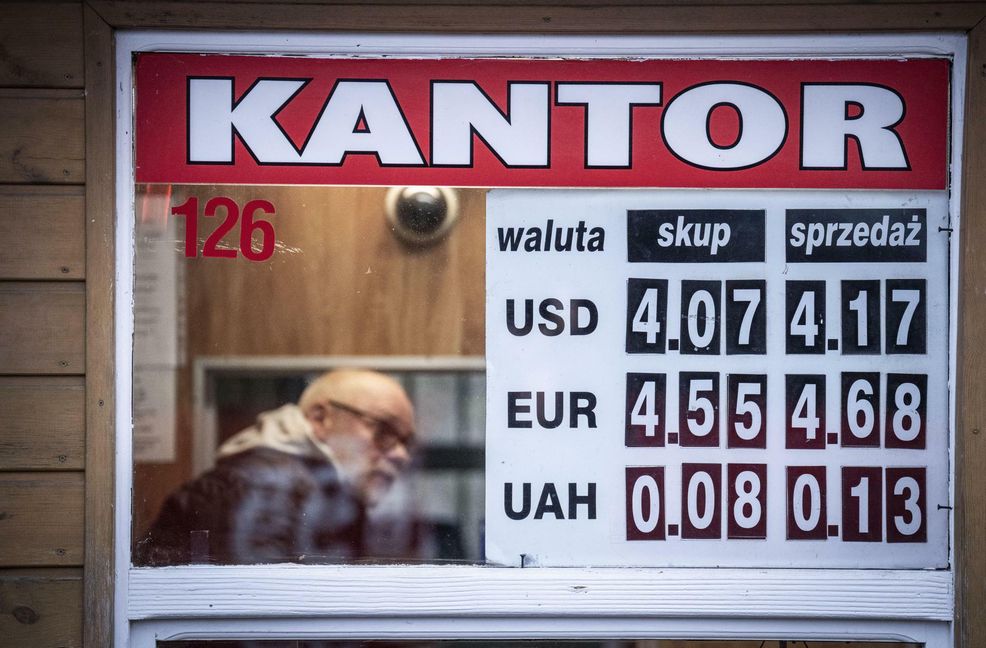 KANTOR
126
waluta skup sprzedaż
USD 4.07 4.17
EUR 4.55 4.68
UAH 0.08 0.13